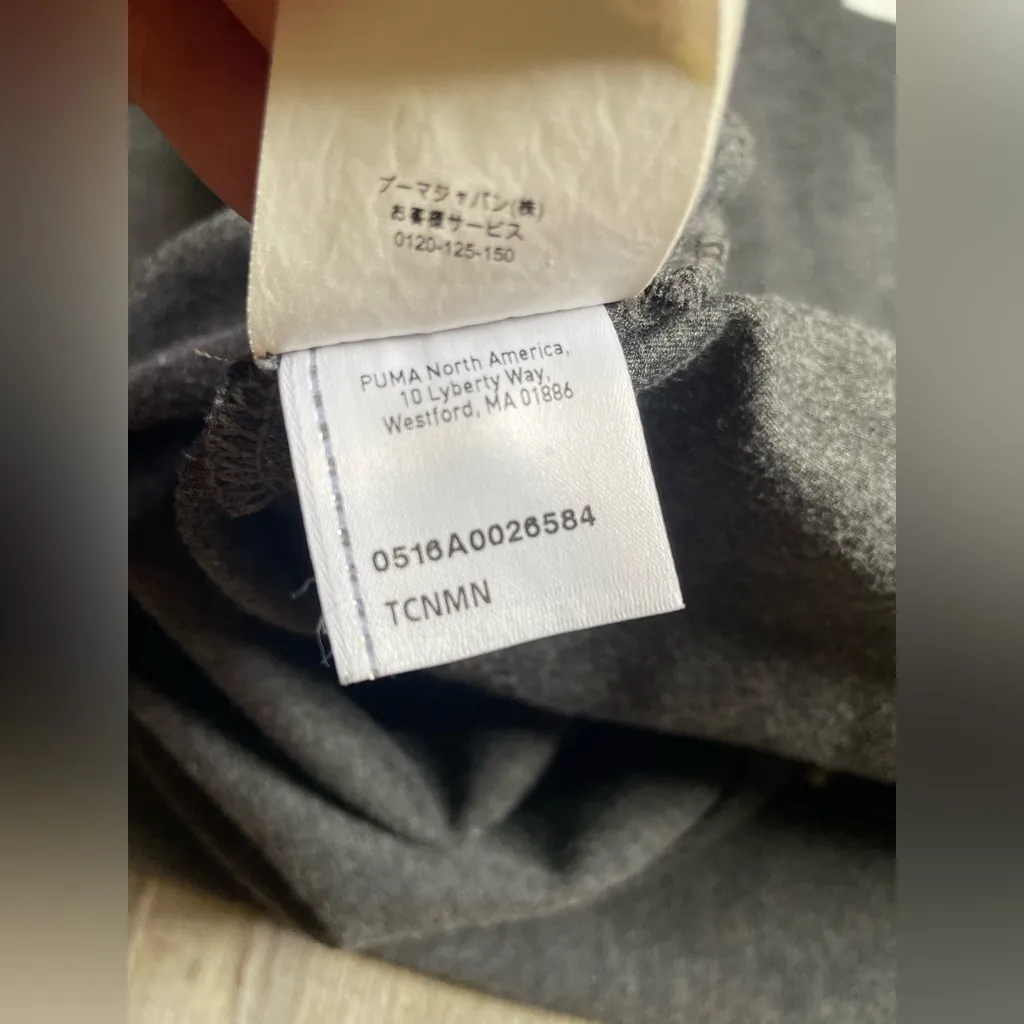 プーマジャパン(株)
お客様サービス
0120-125-150
PUMA North America,
10 Lyberty Way,
Westford, MA 01886
0516A0026584
TCNMN